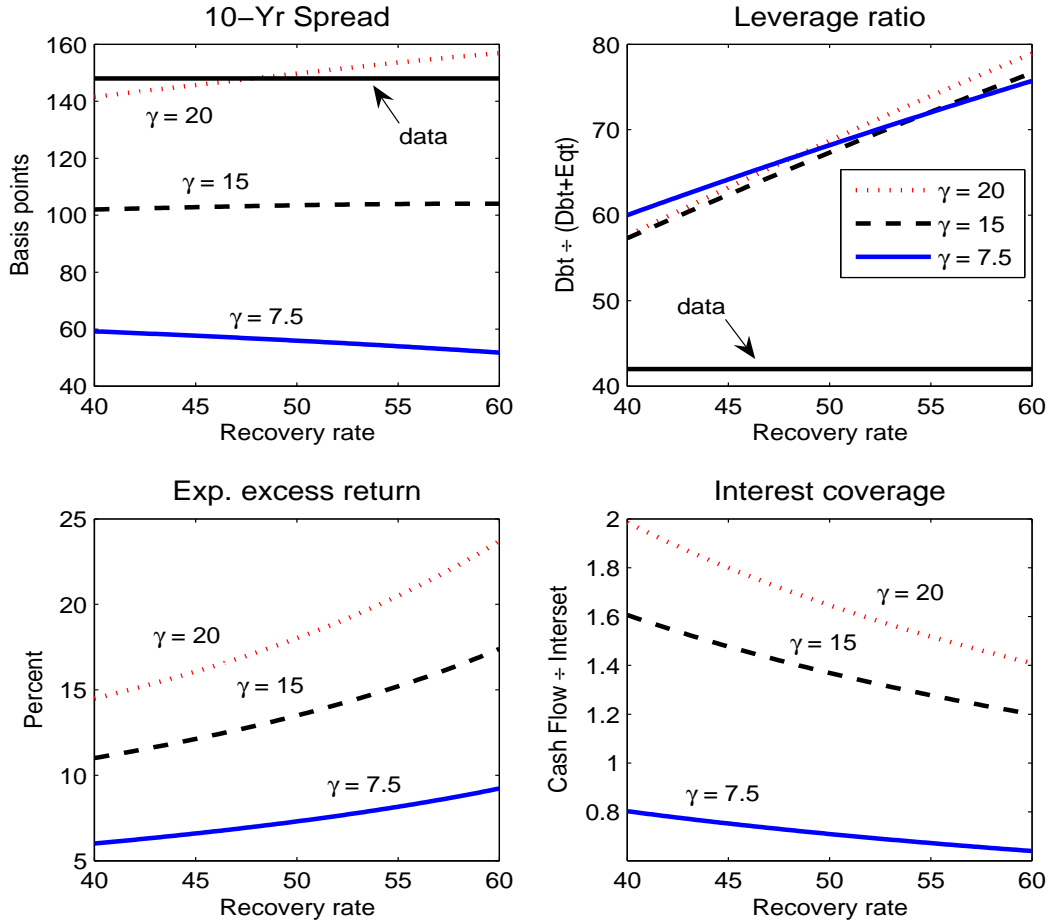 10−Yr Spread
160
140
120
100
80
60
40
Basis points
γ = 20
data
γ = 15
γ = 7.5
40 45 50 55 60
Recovery rate
Leverage ratio
80
70
60
50
40
Dbt ÷ (Dbt+Eqt)
γ = 20
γ = 15
γ = 7.5
data
40 45 50 55 60
Recovery rate
Exp. excess return
25
20
15
10
5
Percent
γ = 20
γ = 15
γ = 7.5
40 45 50 55 60
Recovery rate
Interest coverage
2
1.8
1.6
1.4
1.2
1
0.8
Cash Flow ÷ Interset
γ = 20
γ = 15
γ = 7.5
40 45 50 55 60
Recovery rate